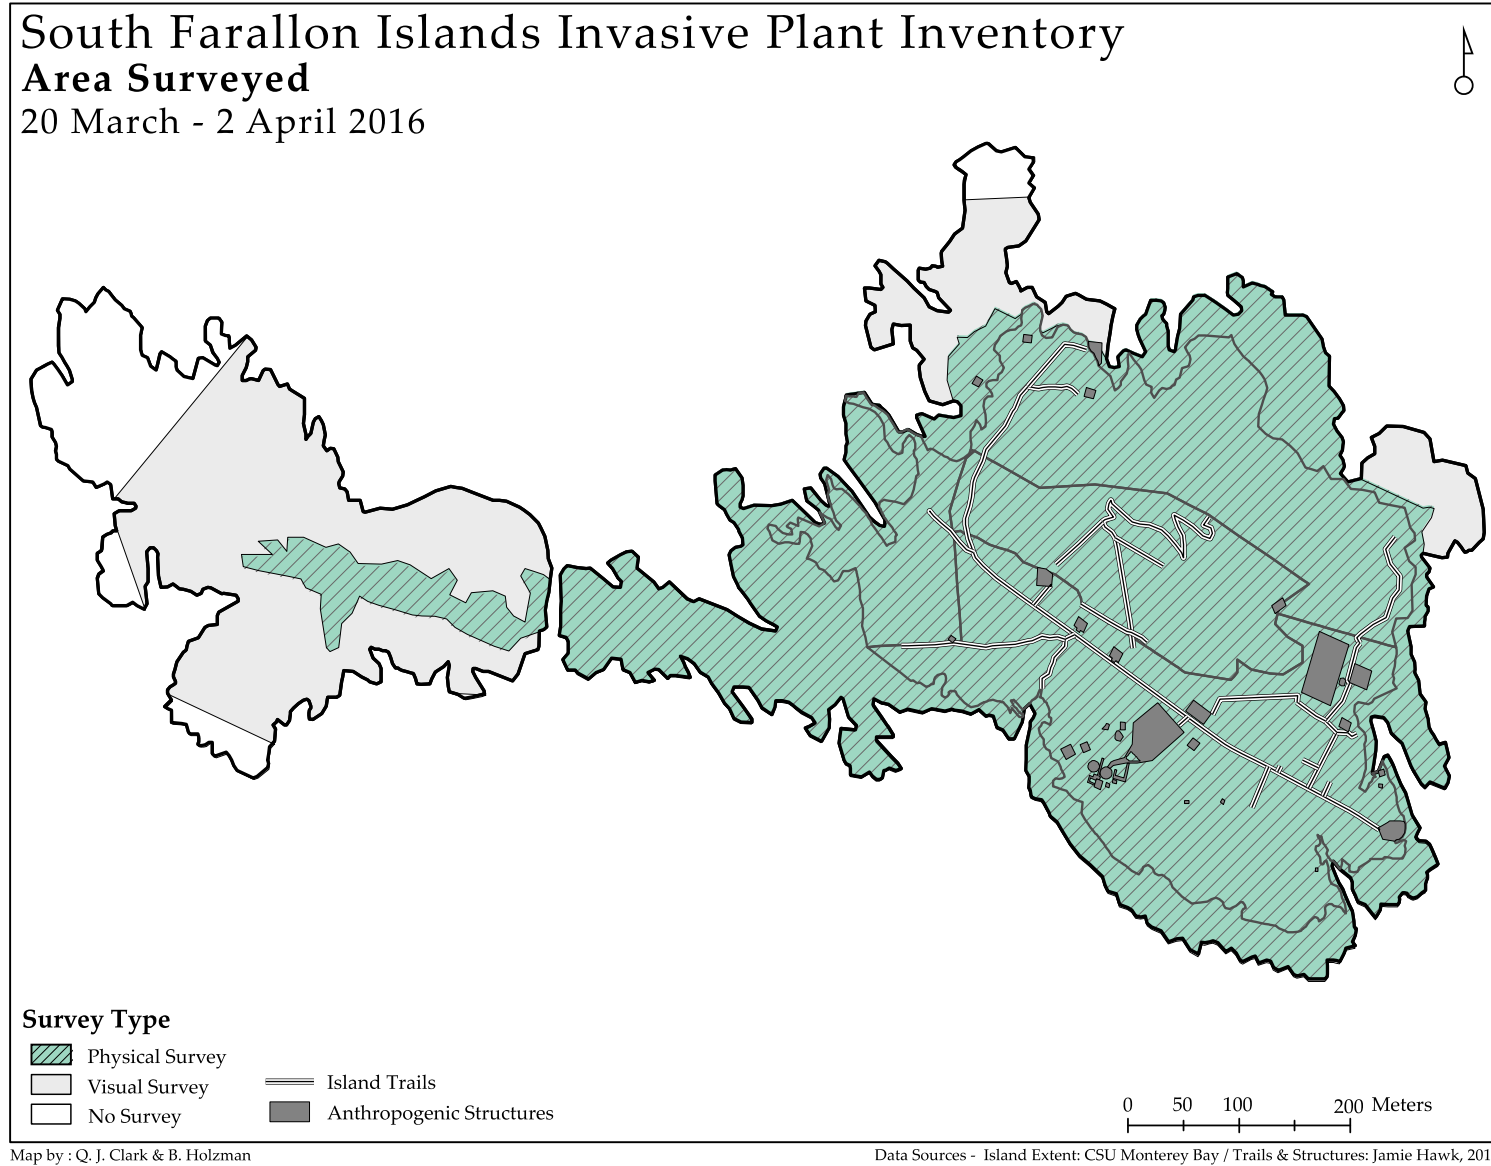 South Farallon Islands Invasive Plant Inventory
Area Surveyed
20 March - 2 April 2016
Survey Type
Physical Survey
Visual Survey
No Survey
Island Trails
Anthropogenic Structures
0 50 100 200 Meters
Map by : Q. J. Clark & B. Holzman
Data Sources - Island Extent: CSU Monterey Bay / Trails & Structures: Jamie Hawk, 201